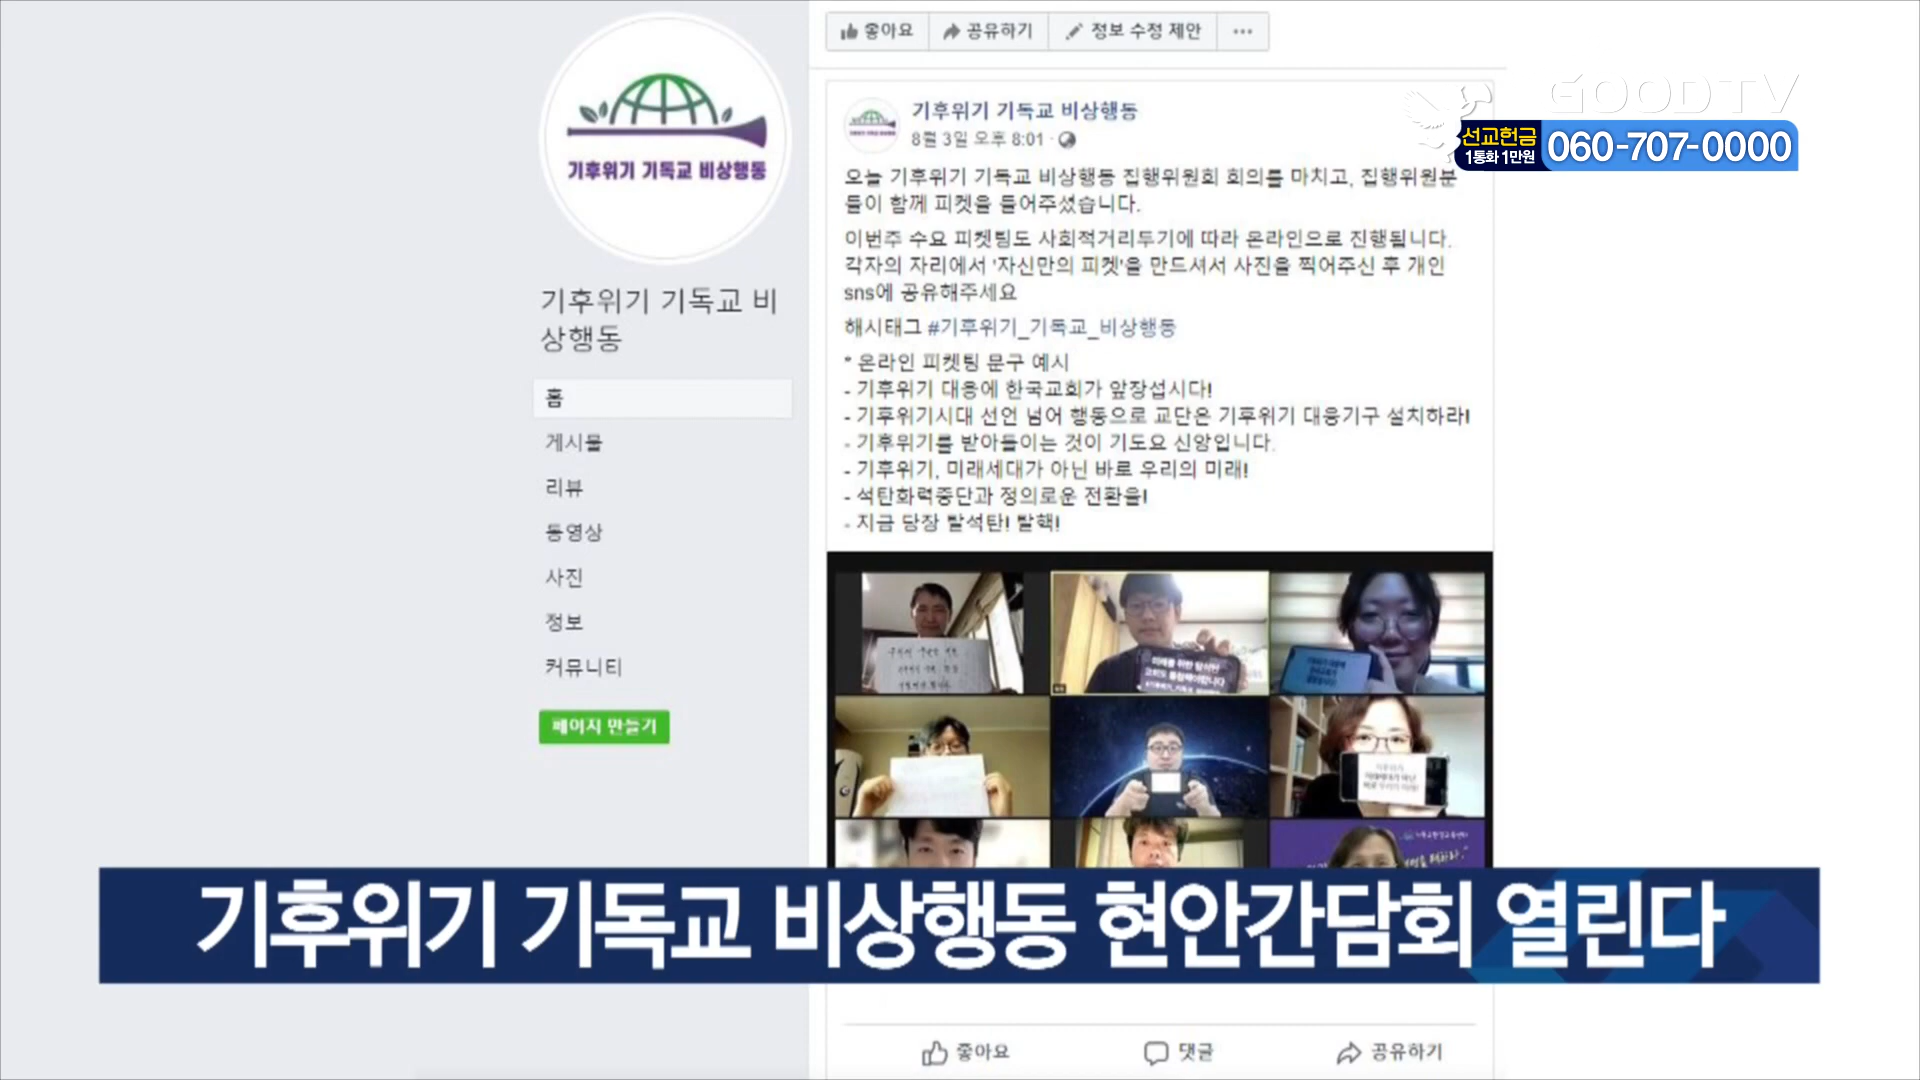 좋아요
공유하기
정보 수정 제안
GOODTV
선교헌금
1통화 1만원
060-707-0000
기후위기 기독교 비상행동
기후위기 기독교 비
상행동
홈
게시물
리뷰
동영상
사진
정보
커뮤니티
페이지 만들기
기후위기 기독교 비상행동
8월 3일 오후 8:01 ·
오늘 기후위기 기독교 비상행동 집행위원회 회의를 마치고, 집행위원분
들이 함께 피켓을 들어주셨습니다.
이번주 수요 피켓팅도 사회적거리두기에 따라 온라인으로 진행됩니다.
각자의 자리에서 '자신만의 피켓'을 만드셔서 사진을 찍어주신 후 개인
sns에 공유해주세요
해시태그 #기후위기_기독교_비상행동
* 온라인 피켓팅 문구 예시
- 기후위기 대응에 한국교회가 앞장섭시다!
- 기후위기시대 선언 넘어 행동으로 교단은 기후위기 대응기구 설치하라!
- 기후위기를 받아들이는 것이 기도요 신앙입니다.
- 기후위기, 미래세대가 아닌 바로 우리의 미래!
- 석탄화력중단과 정의로운 전환을!
- 지금 당장 탈석탄! 탈핵!
기후위기 기독교 비상행동 현안간담회 열린다
좋아요
댓글
공유하기